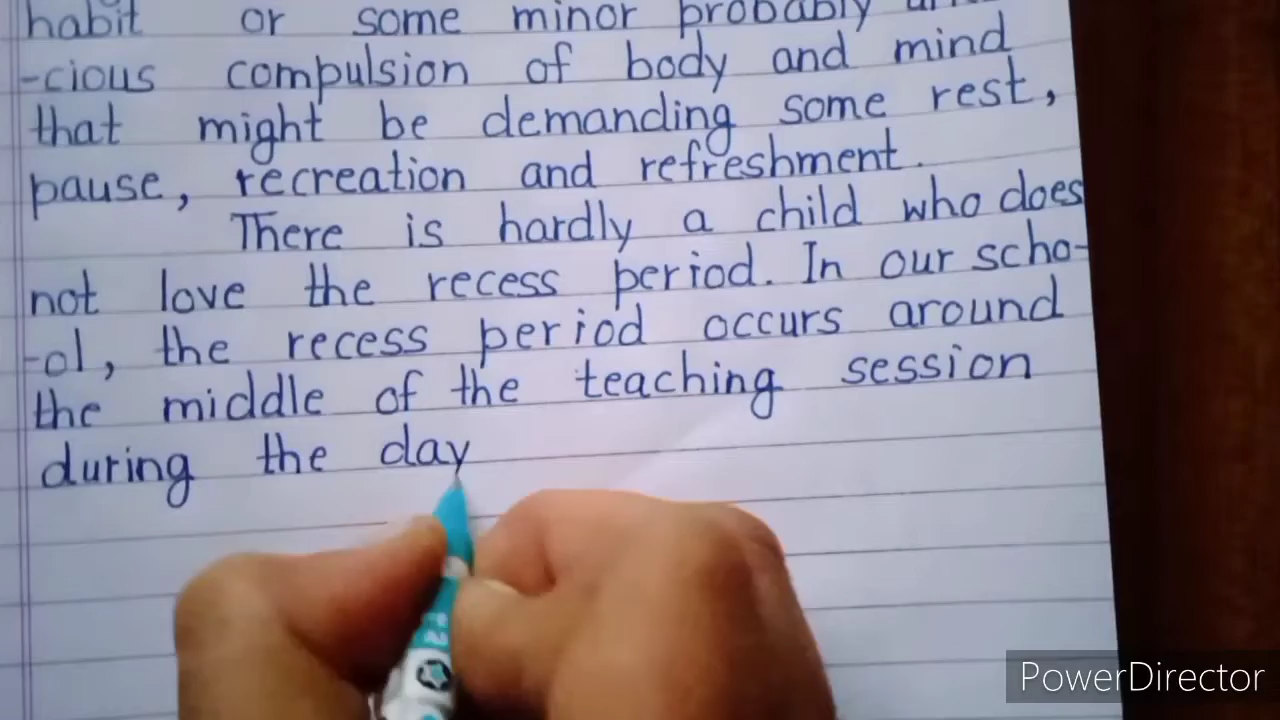 habit or some minor probably
-cious compulsion of body and mind
that might be demanding some rest,
pause, recreation and refreshment.
There is hardly a child who does
not love the recess period. In our scho-
-ol, the recess period occurs around
the middle of the teaching session
during the day
PowerDirector